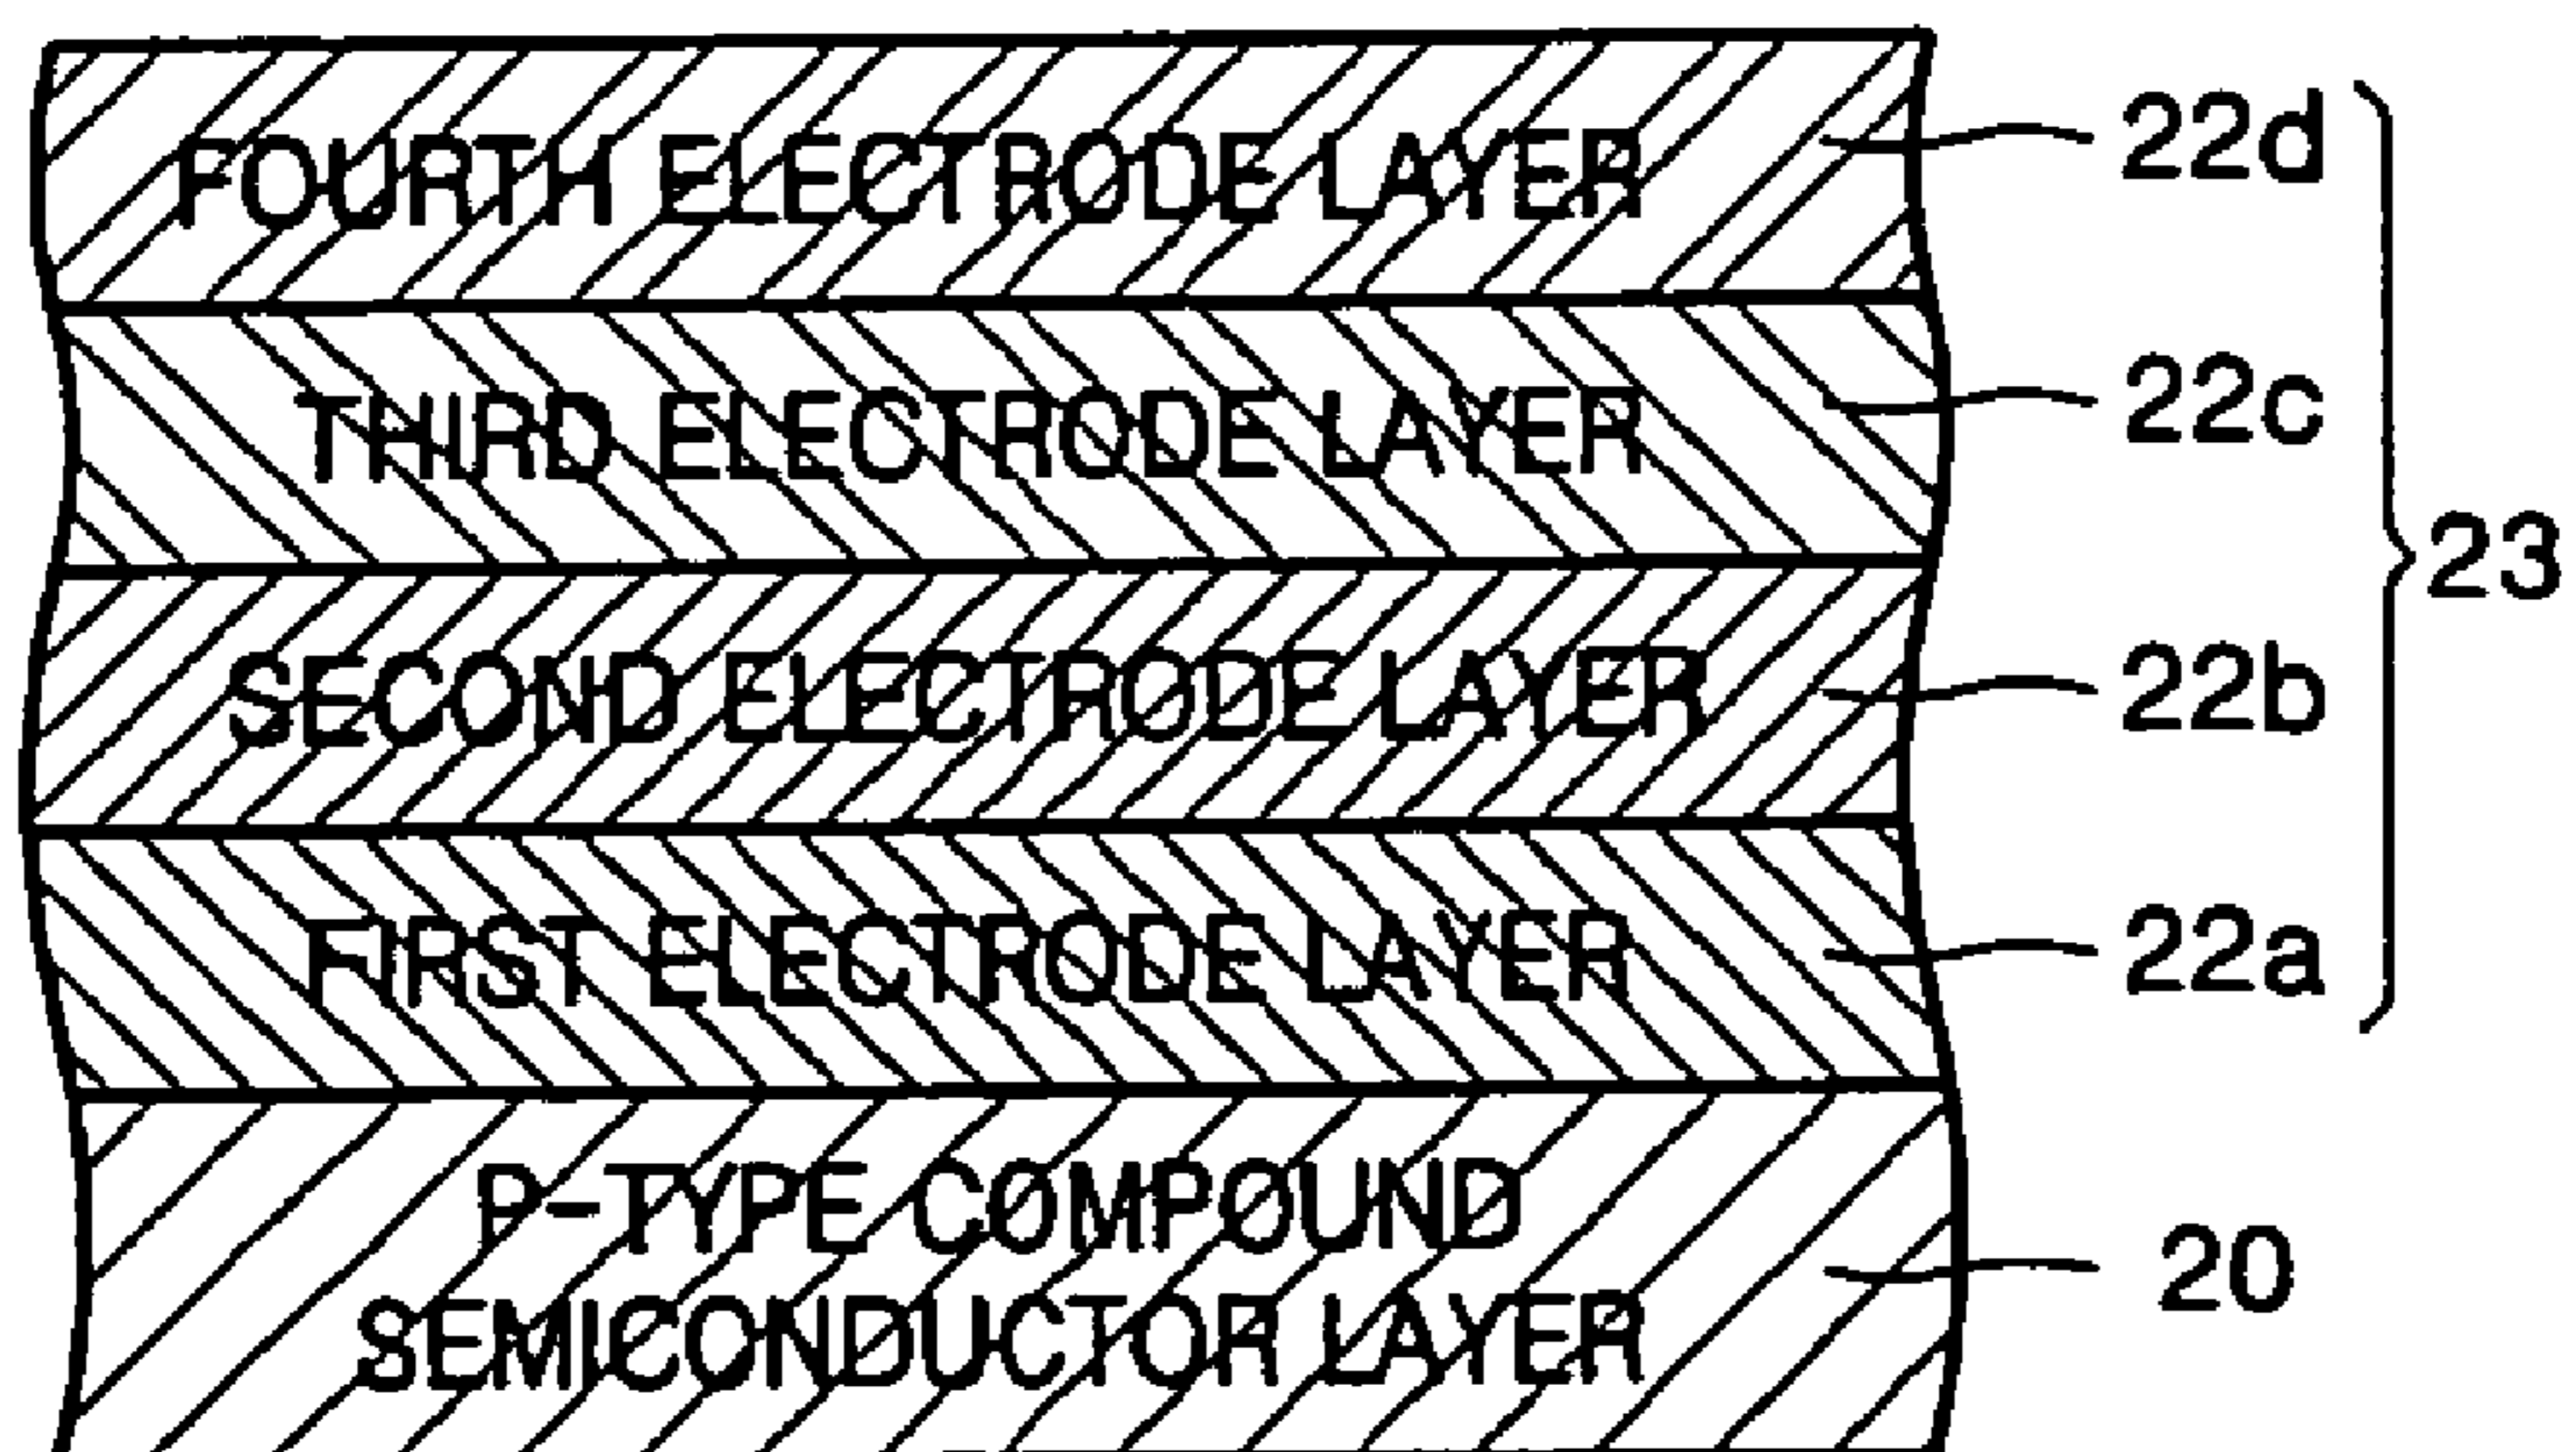 FOURTH ELECTRODE LAYER 22d
THIRD ELECTRODE LAYER 22c
23
SECOND ELECTRODE LAYER 22b
FIRST ELECTRODE LAYER 22a
P-TYPE COMPOUND
SEMICONDUCTOR LAYER 20